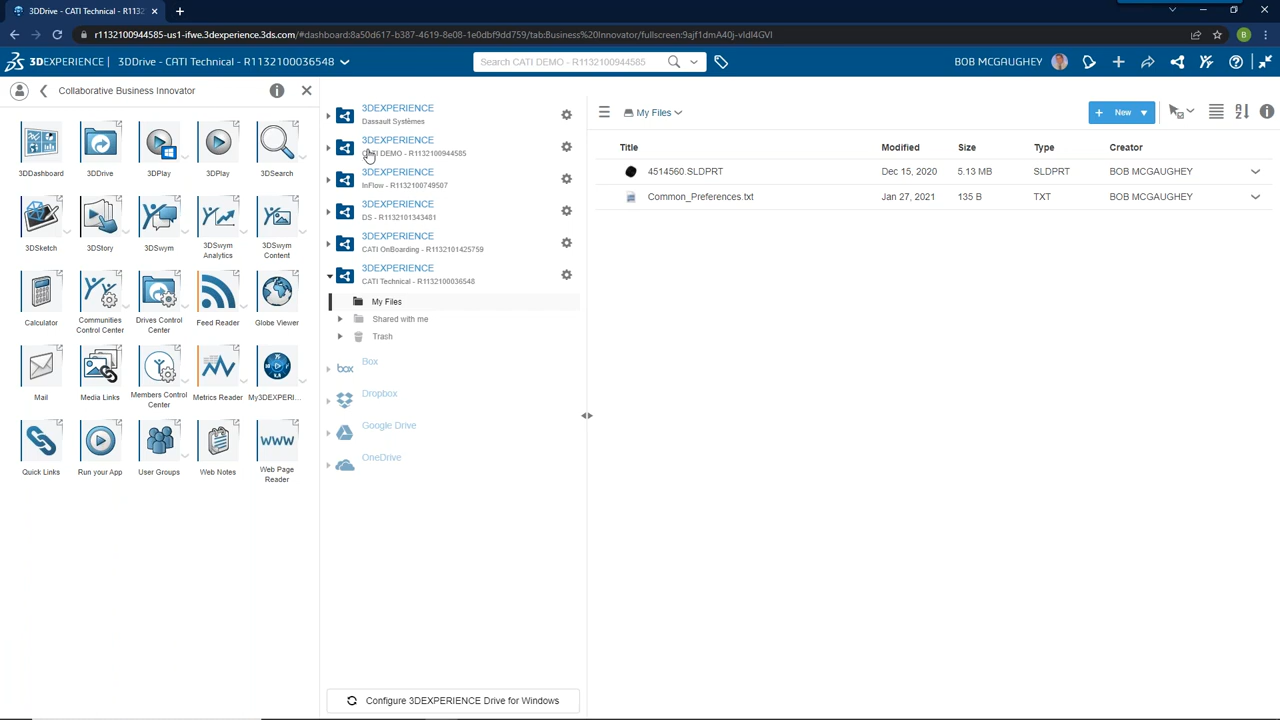 3DDrive - CATI Technical - R1132
r1132100944585-us1-ifwe.3dexperience.3ds.com/#dashboard:8a50d617-b387-4619-8e08-1e0dbf9dd759/tab:Business%20Innovator/fullscreen:9ajf1dmA40j-vIdI4GVI
B
3DEXPERIENCE | 3DDrive - CATI Technical - R1132100036548
Search CATI DEMO - R1132100944585
BOB MCGAUGHEY
Collaborative Business Innovator
3DDashboard
3DDrive
3DPlay
3DPlay
3DSearch
3DSketch
3DStory
3DSwym
3DSwym
Analytics
3DSwym
Content
Calculator
Communities
Control Center
Drives Control
Center
Feed Reader
Globe Viewer
Mail
Media Links
Members Control
Center
Metrics Reader
My3DEXPERI...
Quick Links
Run your App
User Groups
Web Notes
WWW
Web Page
Reader
3DEXPERIENCE
Dassault Systèmes
3DEXPERIENCE
CATI DEMO - R1132100944585
3DEXPERIENCE
InFlow - R1132100749507
3DEXPERIENCE
DS - R1132101343481
3DEXPERIENCE
CATI OnBoarding - R1132101425759
3DEXPERIENCE
CATI Technical - R1132100036548
My Files
Shared with me
Trash
box
Box
Dropbox
Google Drive
OneDrive
Configure 3DEXPERIENCE Drive for Windows
My Files
+ New
Title Modified Size Type Creator
4514560.SLDPRT Dec 15, 2020 5.13 MB SLDPRT BOB MCGAUGHEY
Common_Preferences.txt Jan 27, 2021 135 B TXT BOB MCGAUGHEY